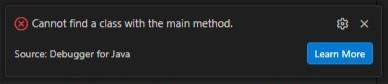 Cannot find a class with the main method.
Source: Debugger for Java
Learn More